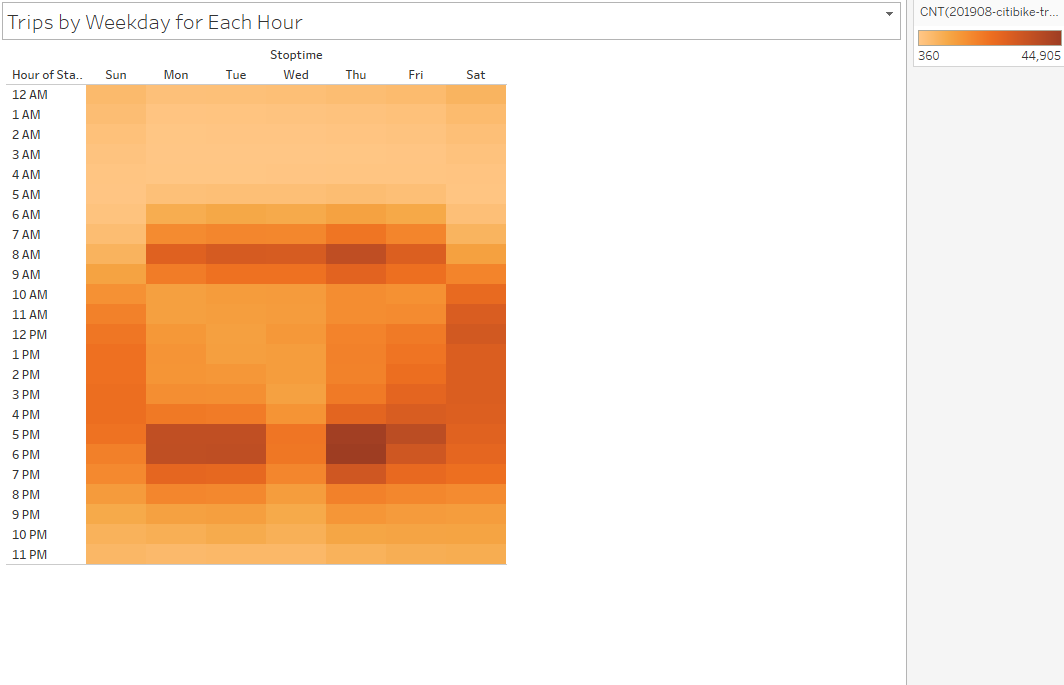 Trips by Weekday for Each Hour
CNT(201908-citibike-tr...
360 44,905
Stoptime
Hour of Sta.. Sun Mon Tue Wed Thu Fri Sat
12 AM
1 AM
2 AM
3 AM
4 AM
5 AM
6 AM
7 AM
8 AM
9 AM
10 AM
11 AM
12 PM
1 PM
2 PM
3 PM
4 PM
5 PM
6 PM
7 PM
8 PM
9 PM
10 PM
11 PM